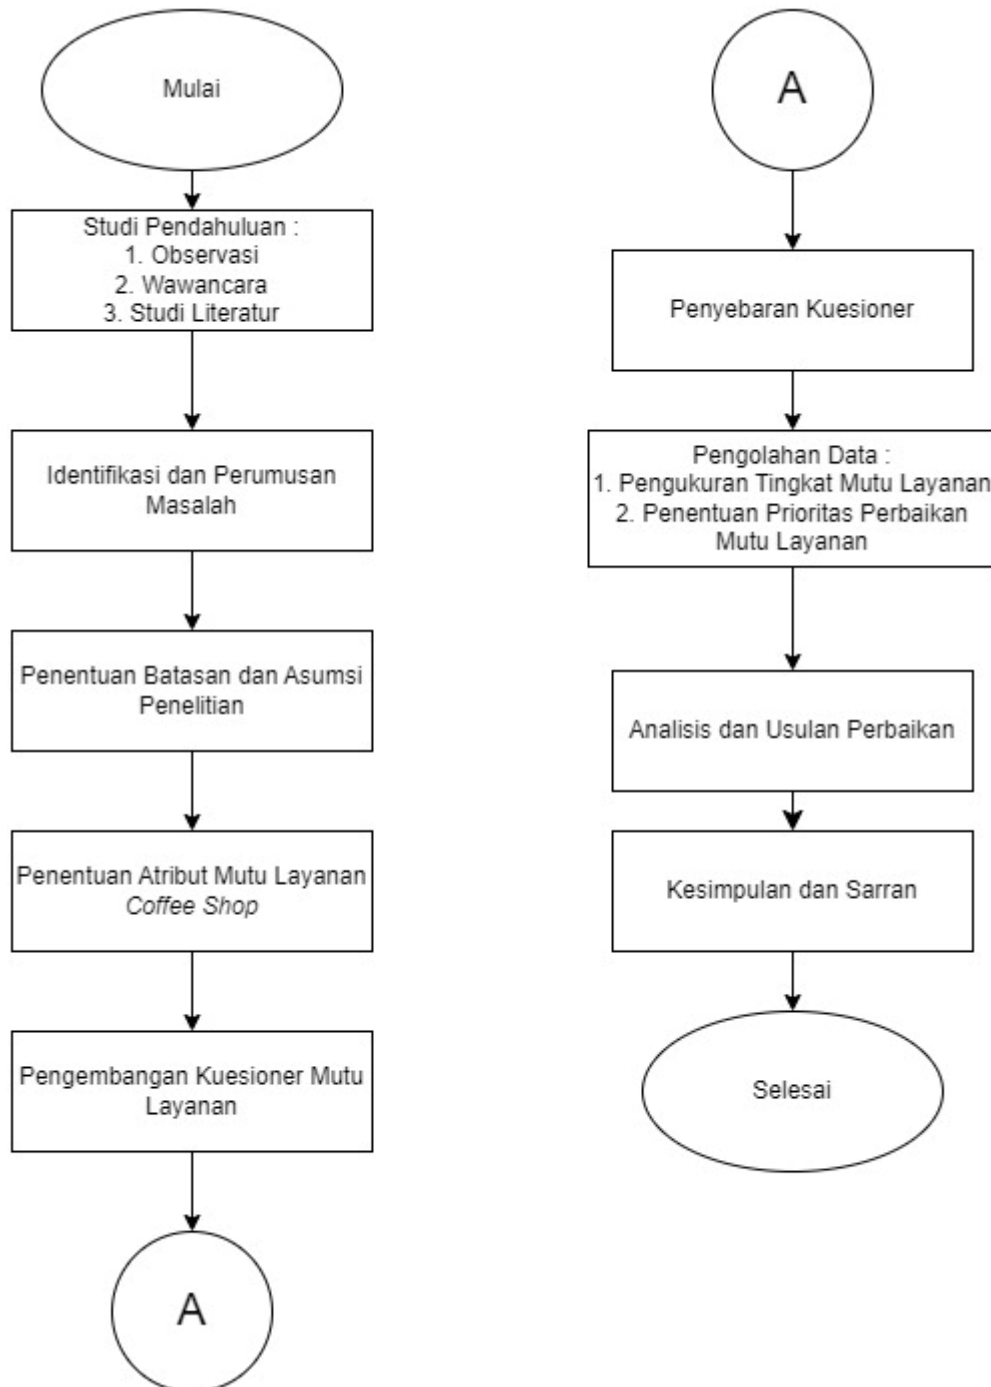 Mulai
Studi Pendahuluan :
1. Observasi
2. Wawancara
3. Studi Literatur
Identifikasi dan Perumusan
Masalah
Penentuan Batasan dan Asumsi
Penelitian
Penentuan Atribut Mutu Layanan
Coffee Shop
Pengembangan Kuesioner Mutu
Layanan
A
A
Penyebaran Kuesioner
Pengolahan Data :
1. Pengukuran Tingkat Mutu Layanan
2. Penentuan Prioritas Perbaikan
Mutu Layanan
Analisis dan Usulan Perbaikan
Kesimpulan dan Sarran
Selesai